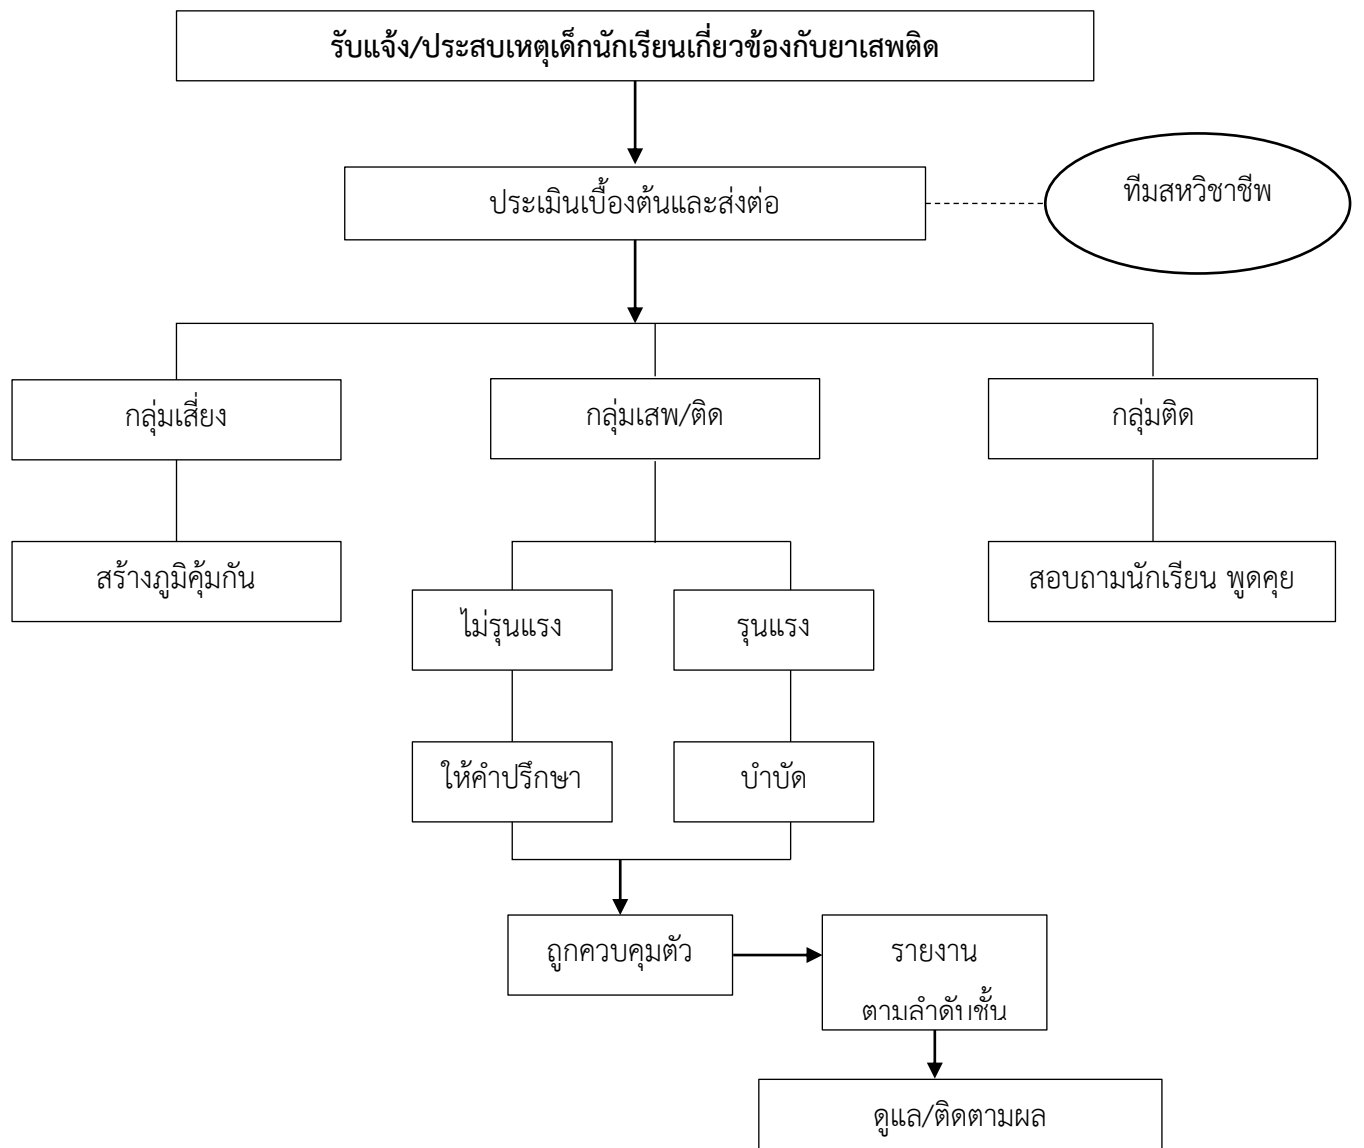 รับแจ้ง/ประสบเหตุเด็กนักเรียนเกี่ยวข้องกับยาเสพติด
ประเมินเบื้องต้นและส่งต่อ
ทีมสหวิชาชีพ
กลุ่มเสี่ยง
กลุ่มเสพ/ติด
กลุ่มติด
สร้างภูมิคุ้มกัน
สอบถามนักเรียน พูดคุย
ไม่รุนแรง
รุนแรง
ให้คำปรึกษา
บำบัด
ถูกควบคุมตัว
รายงาน
ตามลำดับชั้น
ดูแล/ติดตามผล